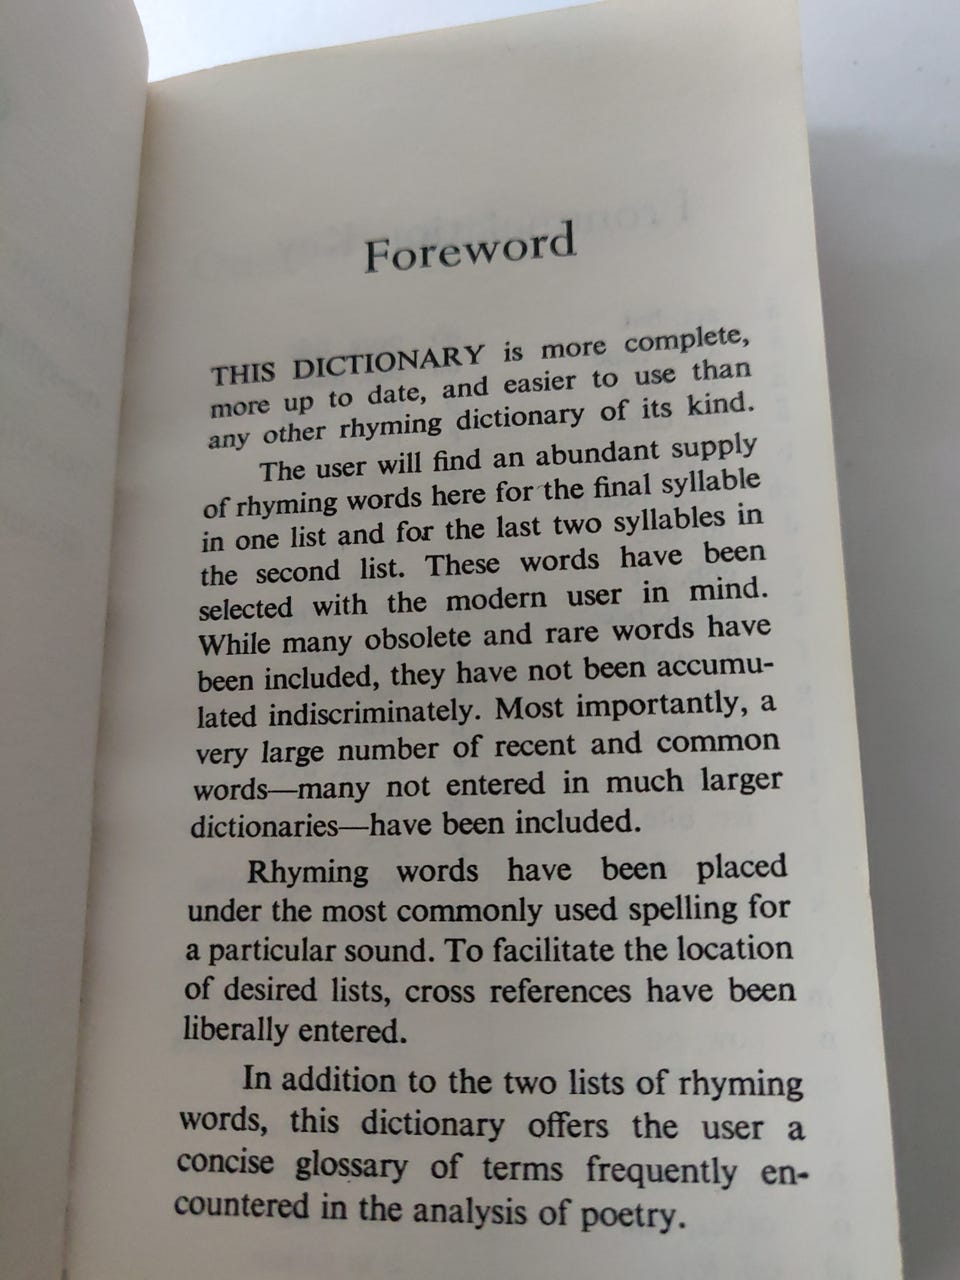 Foreword
THIS DICTIONARY is more complete,
more up to date, and easier to use than
any other rhyming dictionary of its kind.
The user will find an abundant supply
of rhyming words here for the final syllable
in one list and for the last two syllables in
the second list. These words have been
selected with the modern user in mind.
While many obsolete and rare words have
been included, they have not been accumu-
lated indiscriminately. Most importantly, a
very large number of recent and common
words—many not entered in much larger
dictionaries—have been included.
Rhyming words have been placed
under the most commonly used spelling for
a particular sound. To facilitate the location
of desired lists, cross references have been
liberally entered.
In addition to the two lists of rhyming
words, this dictionary offers the user a
concise glossary of terms frequently en-
countered in the analysis of poetry.